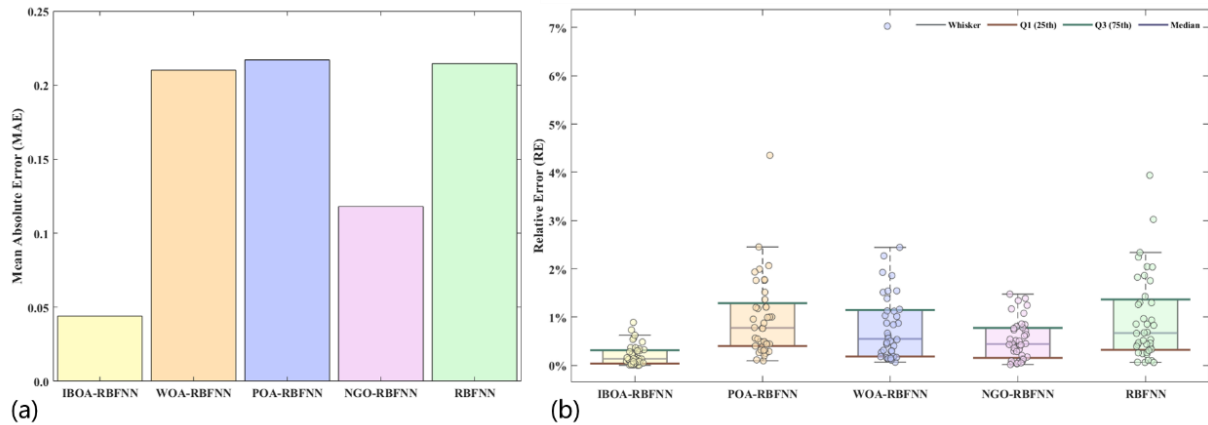 0.25
0.2
0.15
0.1
0.05
0.0
Mean Absolute Error (MAE)
IBOA-RBFNN WOA-RBFNN POA-RBFNN NGO-RBFNN RBFNN
(a)
Whisker Q1 (25th) Q3 (75th) Median
7%
6%
5%
4%
3%
2%
1%
0%
Relative Error (RE)
IBOA-RBFNN POA-RBFNN WOA-RBFNN NGO-RBFNN RBFNN
(b)